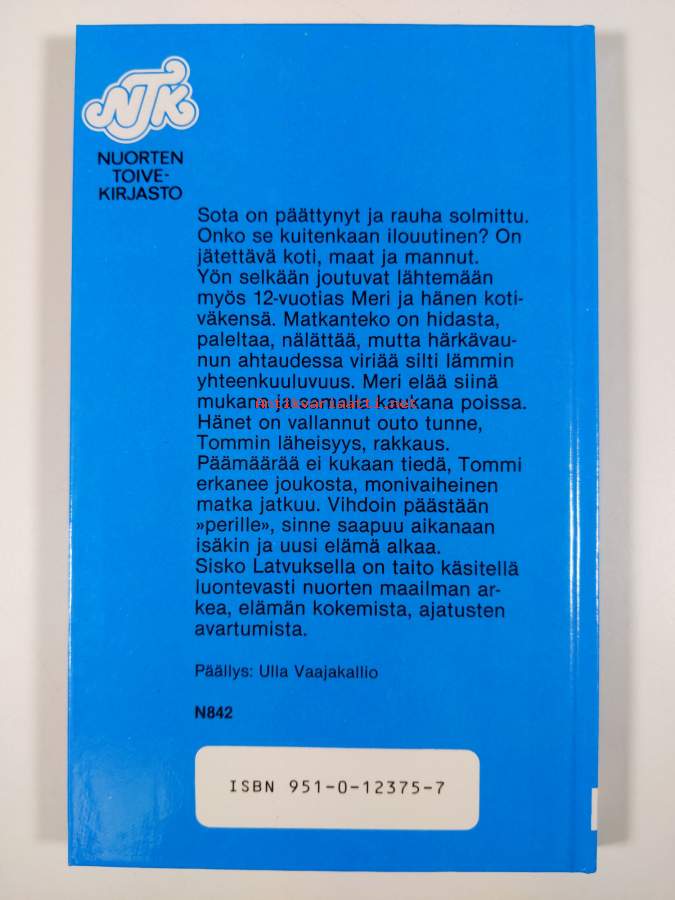 NTK
NUORTEN
TOIVE-
KIRJASTO
Sota on päättynyt ja rauha solmittu.
Onko se kuitenkaan ilouutinen? On
jätettävä koti, maat ja mannut.
Yön selkään joutuvat lähtemään
myös 12-vuotias Meri ja hänen koti-
väkensä. Matkanteko on hidasta,
paleltaa, nälättää, mutta härkävau-
nun ahtaudessa viriää silti lämmin
yhteenkuuluvuus. Meri elää siinä
mukana ja samalla kaukana poissa.
Hänet on vallannut outo tunne,
Tommin läheisyys, rakkaus.
Päämäärää ei kukaan tiedä, Tommi
erkanee joukosta, monivaiheinen
matka jatkuu. Vihdoin päästään
»perille», sinne saapuu aikanaan
isäkin ja uusi elämä alkaa.
Sisko Latvuksella on taito käsitellä
luontevasti nuorten maailman ar-
kea, elämän kokemista, ajatusten
avartumista.
Päällys: Ulla Vaajakallio
N842
ISBN 951-0-12375-7